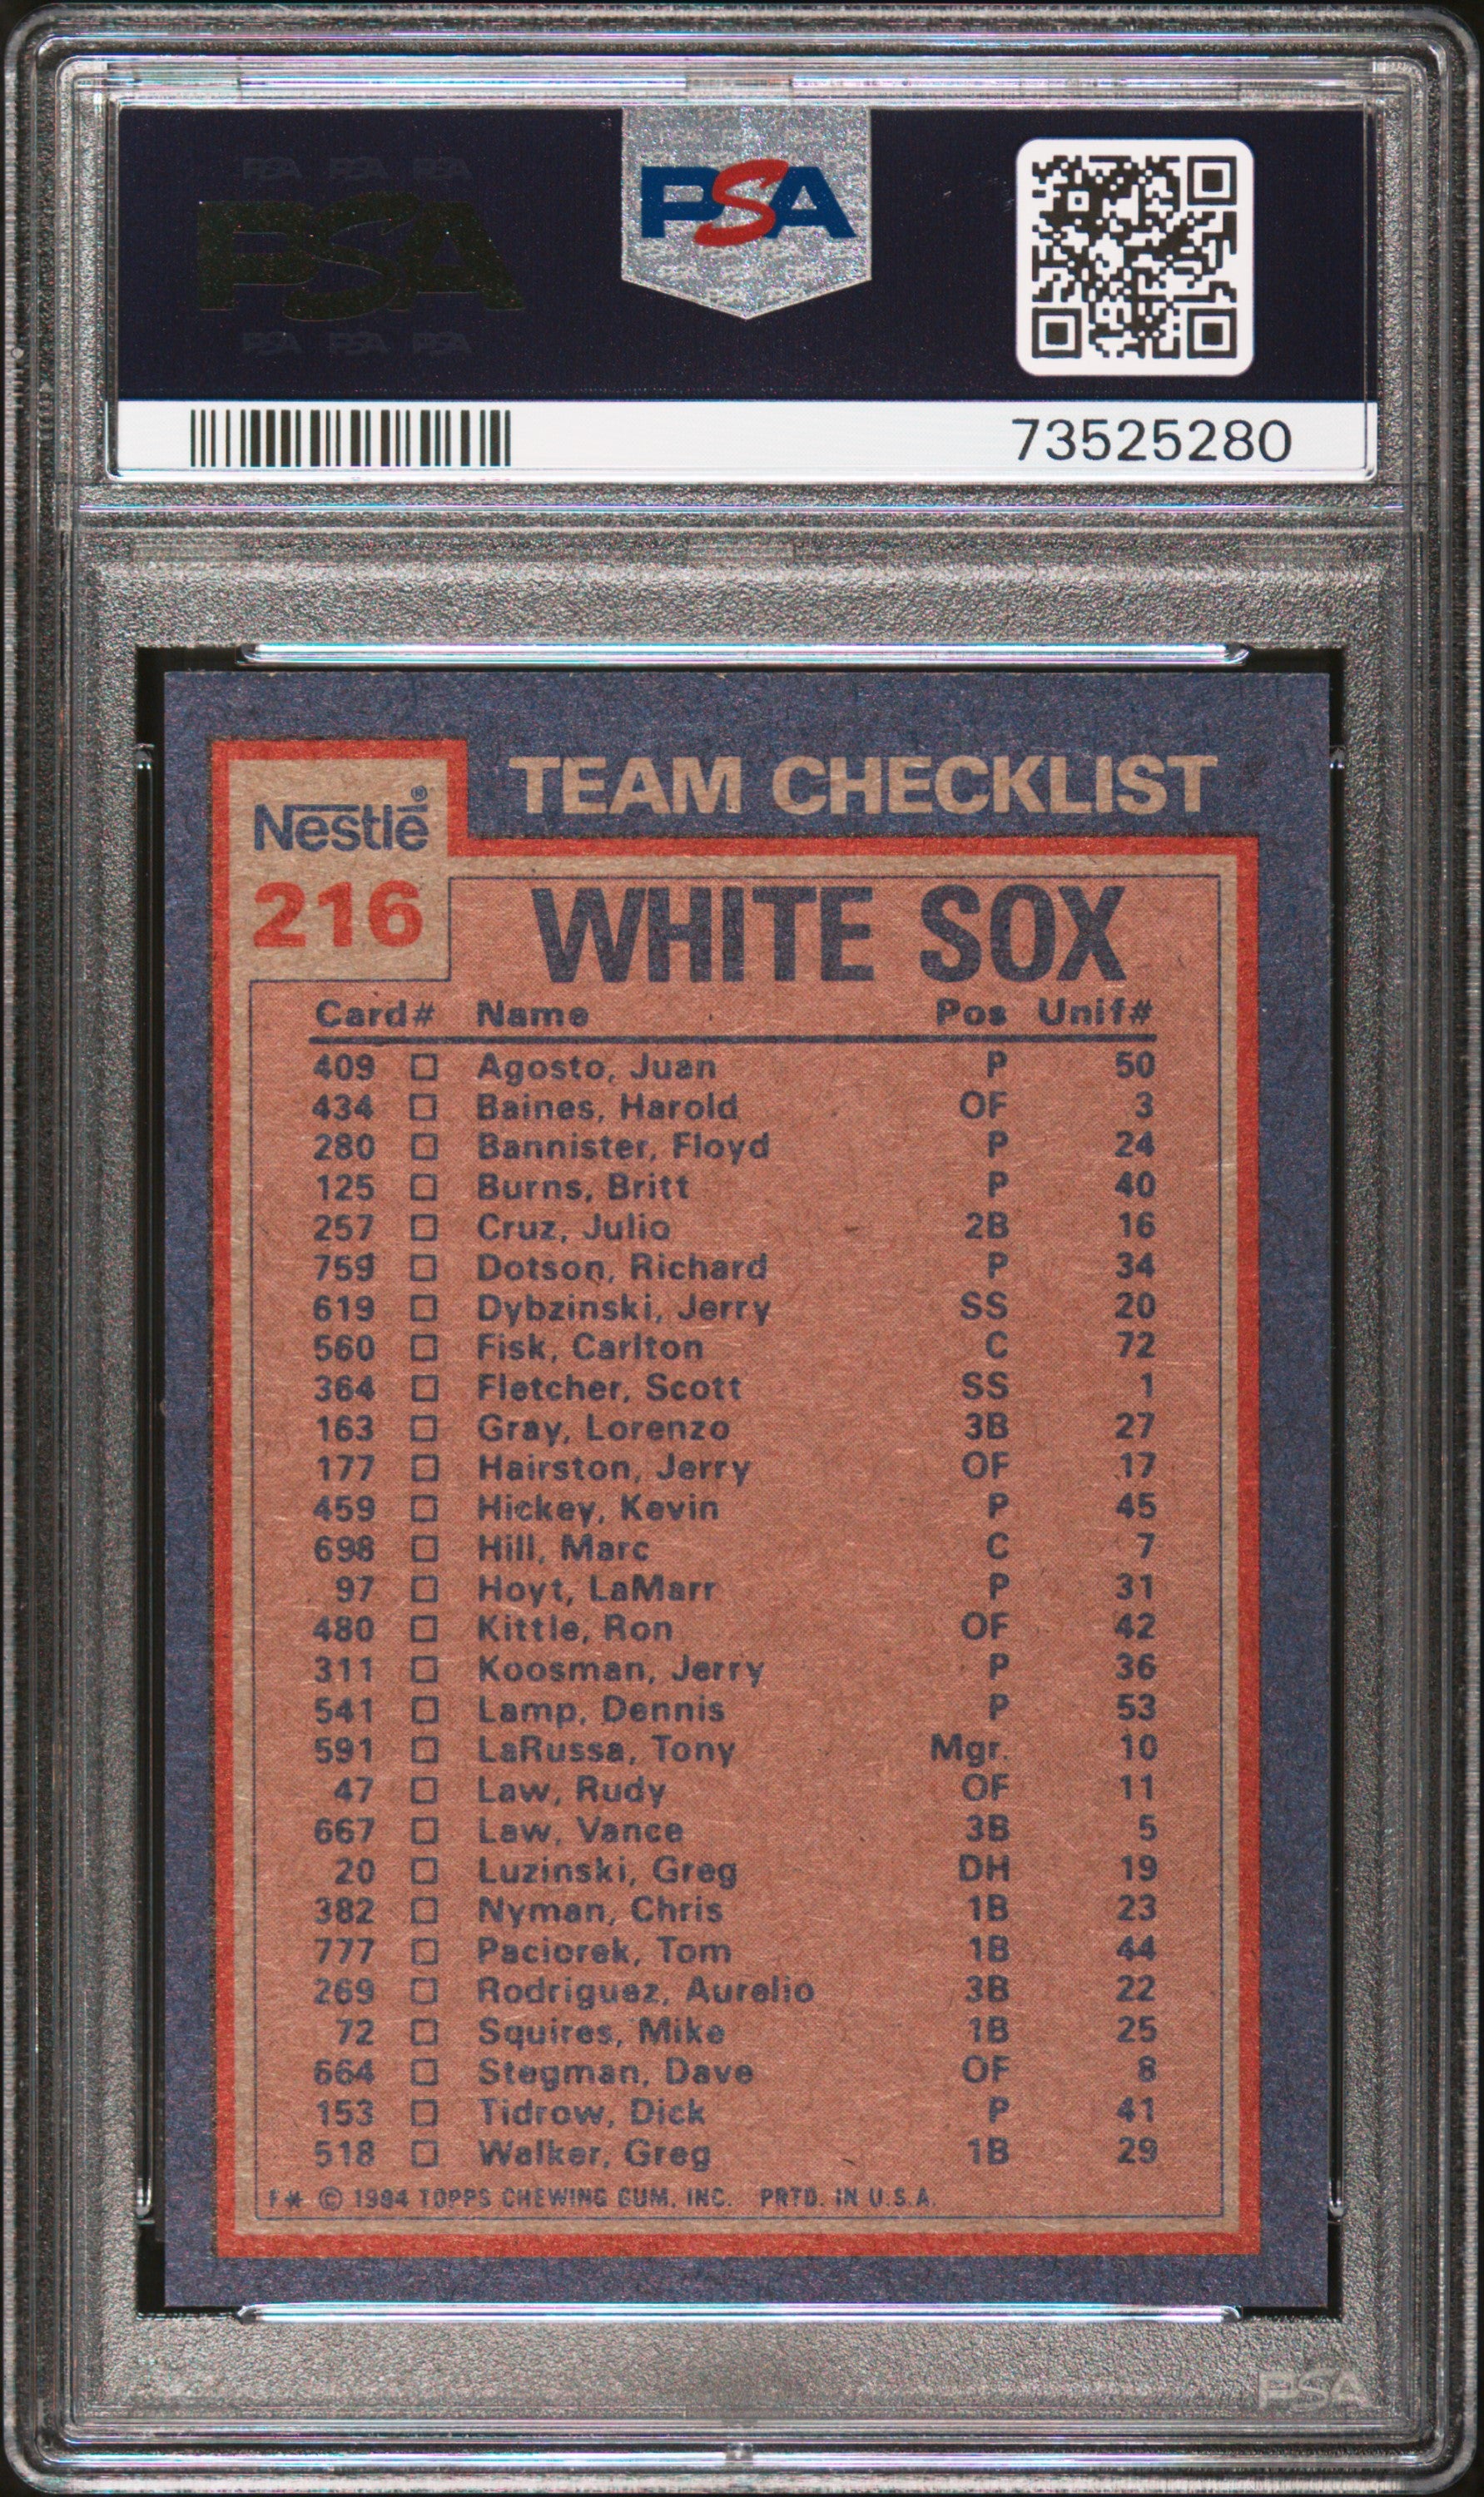 PSA PSA PSA
PSA
PSA PSA PSA
PSA
73525280
Nestlé®
TEAM CHECKLIST
216
WHITE SOX
Card# Name Pos Unif#
409 Agosto, Juan P 50
434 Baines, Harold OF 3
280 Bannister, Floyd P 24
125 Burns, Britt P 40
257 Cruz, Julio 2B 16
759 Dotson, Richard P 34
619 Dybzinski, Jerry SS 20
560 Fisk, Carlton C 72
364 Fletcher, Scott SS 1
163 Gray, Lorenzo 3B 27
177 Hairston, Jerry OF 17
459 Hickey, Kevin P 45
698 Hill, Marc C 7
97 Hoyt, LaMarr P 31
480 Kittle, Ron OF 42
311 Koosman, Jerry P 36
541 Lamp, Dennis P 53
591 LaRussa, Tony Mgr. 10
47 Law, Rudy OF 11
667 Law, Vance 3B 5
20 Luzinski, Greg DH 19
382 Nyman, Chris 1B 23
777 Paciorek, Tom 1B 44
269 Rodriguez, Aurelio 3B 22
72 Squires, Mike 1B 25
664 Stegman, Dave OF 8
153 Tidrow, Dick P 41
518 Walker, Greg 1B 29
F* © 1984 TOPPS CHEWING GUM, INC. PRTD. IN U.S.A.
PSA